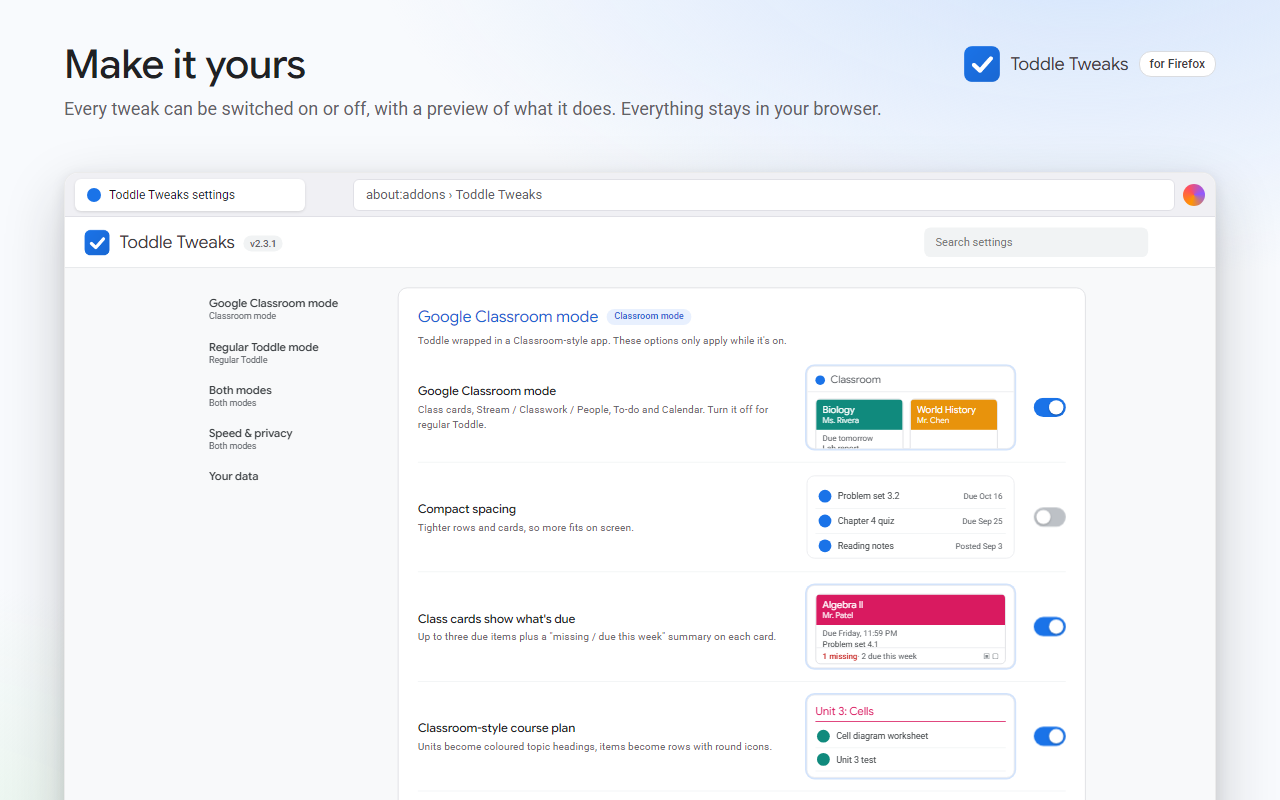 Make it yours
Toddle Tweaks for Firefox
Every tweak can be switched on or off, with a preview of what it does. Everything stays in your browser.
Toddle Tweaks settings
about:addons › Toddle Tweaks
Toddle Tweaks v2.3.1
Search settings
Google Classroom mode
Classroom mode
Regular Toddle mode
Regular Toddle
Both modes
Both modes
Speed & privacy
Both modes
Your data
Google Classroom mode Classroom mode
Toddle wrapped in a Classroom-style app. These options only apply while it's on.
Google Classroom mode
Class cards, Stream / Classwork / People, To-do and Calendar. Turn it off for
regular Toddle.
Classroom
Biology
Ms. Rivera
Due tomorrow
Lab report
World History
Mr. Chen
Compact spacing
Tighter rows and cards, so more fits on screen.
Problem set 3.2 Due Oct 16
Chapter 4 quiz Due Sep 25
Reading notes Posted Sep 3
Class cards show what's due
Up to three due items plus a "missing / due this week" summary on each card.
Algebra II
Mr. Patel
Due Friday, 11:59 PM
Problem set 4.1
1 missing · 2 due this week
Classroom-style course plan
Units become coloured topic headings, items become rows with round icons.
Unit 3: Cells
Cell diagram worksheet
Unit 3 test